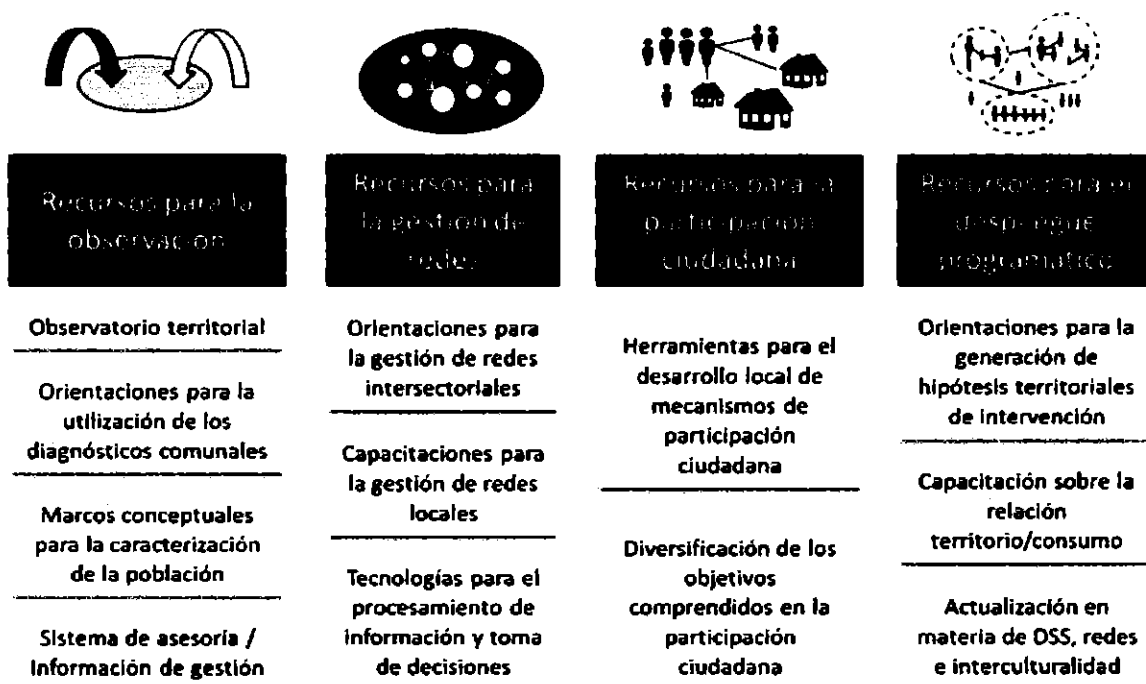 Recursos para la
observación
Observatorio territorial
Orientaciones para la
utilización de los
diagnósticos comunales
Marcos conceptuales
para la caracterización
de la población
Sistema de asesoría /
Información de gestión
Recursos para
la gestión de
redes
Orientaciones para
la gestión de redes
intersectoriales
Capacitaciones para
la gestión de redes
locales
Tecnologías para el
procesamiento de
información y toma
de decisiones
Recursos para la
participación
ciudadana
Herramientas para el
desarrollo local de
mecanismos de
participación
ciudadana
Diversificación de los
objetivos
comprendidos en la
participación
ciudadana
Recursos para el
despliegue
programático
Orientaciones para la
generación de
hipótesis territoriales
de intervención
Capacitación sobre la
relación
territorio/consumo
Actualización en
materia de DSS, redes
e interculturalidad